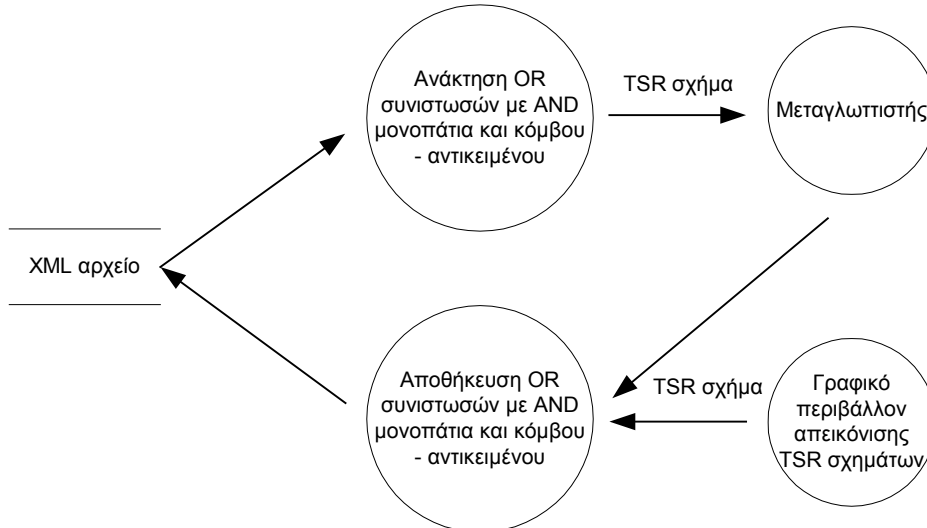 Ανάκτηση OR
συνιστωσών με AND
μονοπάτια και κόμβου
- αντικειμένου
TSR σχήμα
Μεταγλωττιστής
XML αρχείο
Αποθήκευση OR
συνιστωσών με AND
μονοπάτια και κόμβου
- αντικειμένου
TSR σχήμα
Γραφικό
περιβάλλον
απεικόνισης
TSR σχημάτων